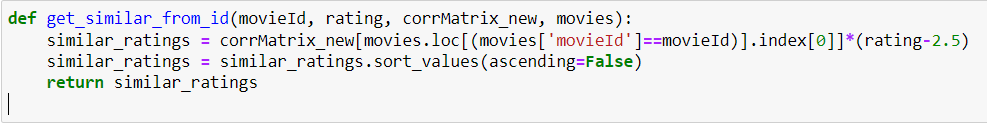 def get_similar_from_id(movieId, rating, corrMatrix_new, movies):
    similar_ratings = corrMatrix_new[movies.loc[(movies['movieId']==movieId)].index[0]]*(rating-2.5)
    similar_ratings = similar_ratings.sort_values(ascending=False)
    return similar_ratings